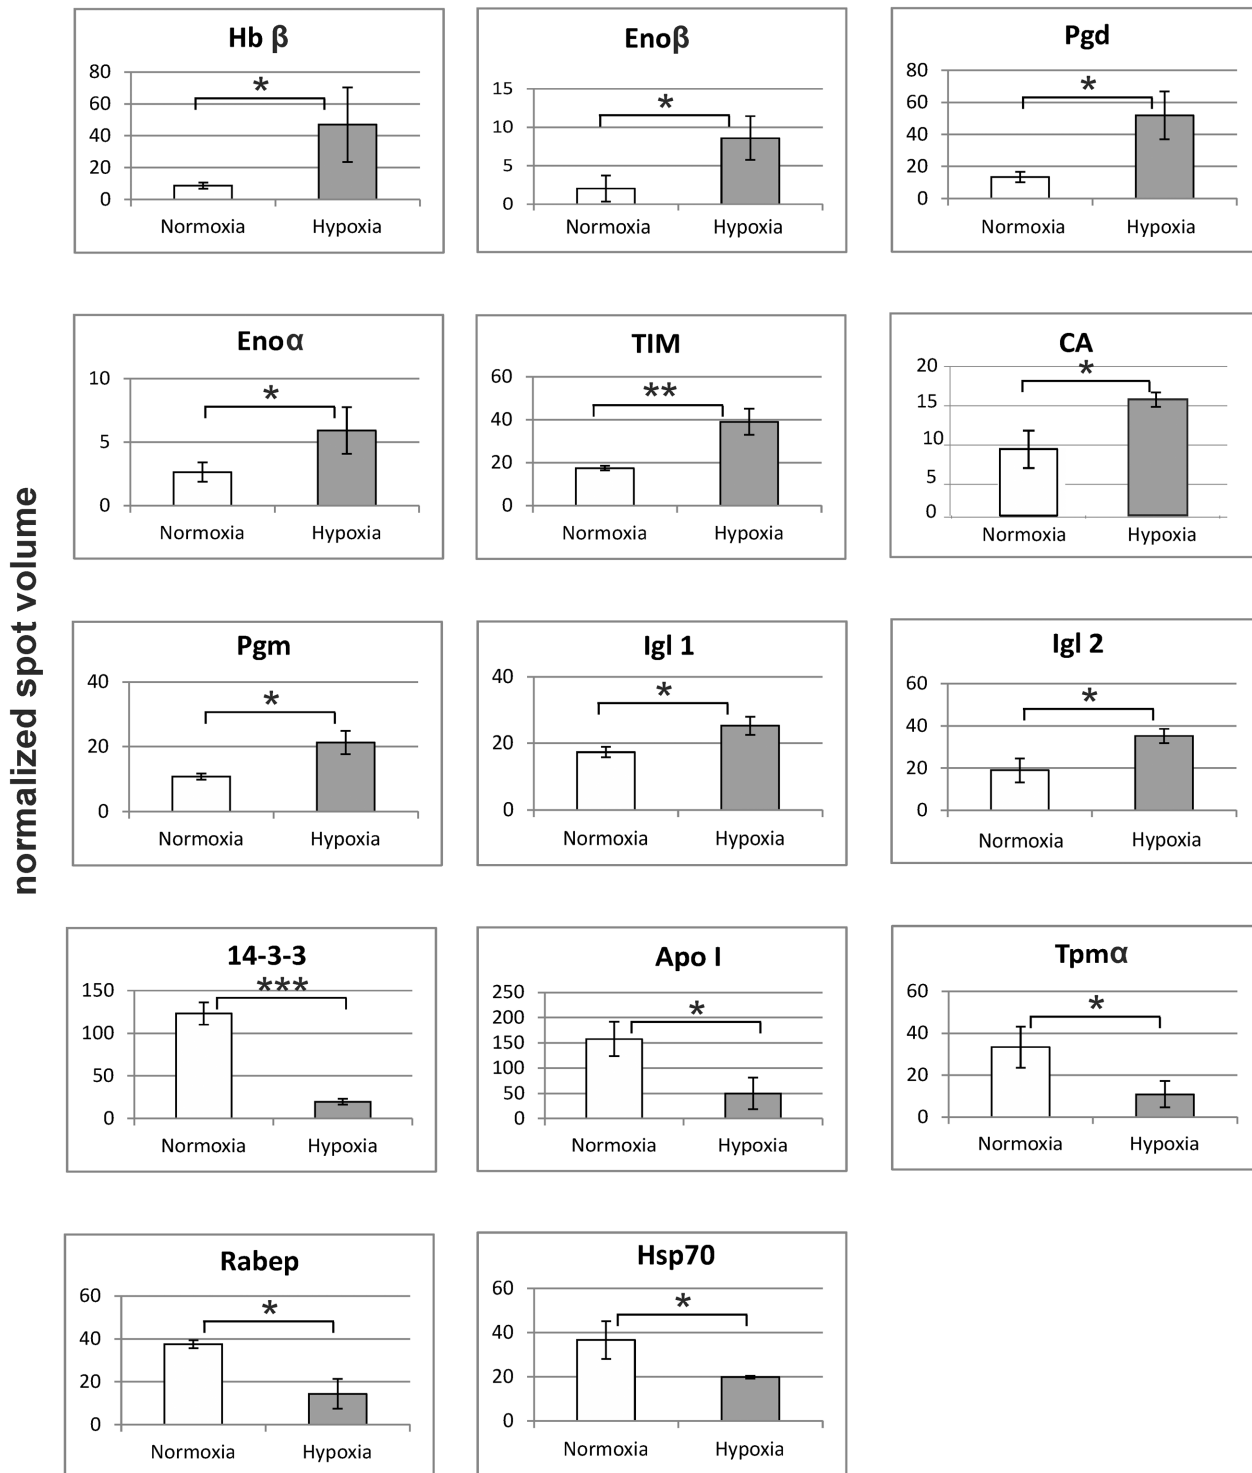 normalized spot volume
Hb β
80
60
40
20
0
*
Normoxia Hypoxia
Enoβ
15
10
5
0
*
Normoxia Hypoxia
Pgd
80
60
40
20
0
*
Normoxia Hypoxia
Enoα
10
5
0
*
Normoxia Hypoxia
TIM
60
40
20
0
**
Normoxia Hypoxia
CA
20
15
10
5
0
*
Normoxia Hypoxia
Pgm
40
20
0
*
Normoxia Hypoxia
Igl 1
40
20
0
*
Normoxia Hypoxia
Igl 2
60
40
20
0
*
Normoxia Hypoxia
14-3-3
150
100
50
0
***
Normoxia Hypoxia
Apo I
250
200
150
100
50
0
*
Normoxia Hypoxia
Tpmα
60
40
20
0
*
Normoxia Hypoxia
Rabep
60
40
20
0
*
Normoxia Hypoxia
Hsp70
60
40
20
0
*
Normoxia Hypoxia